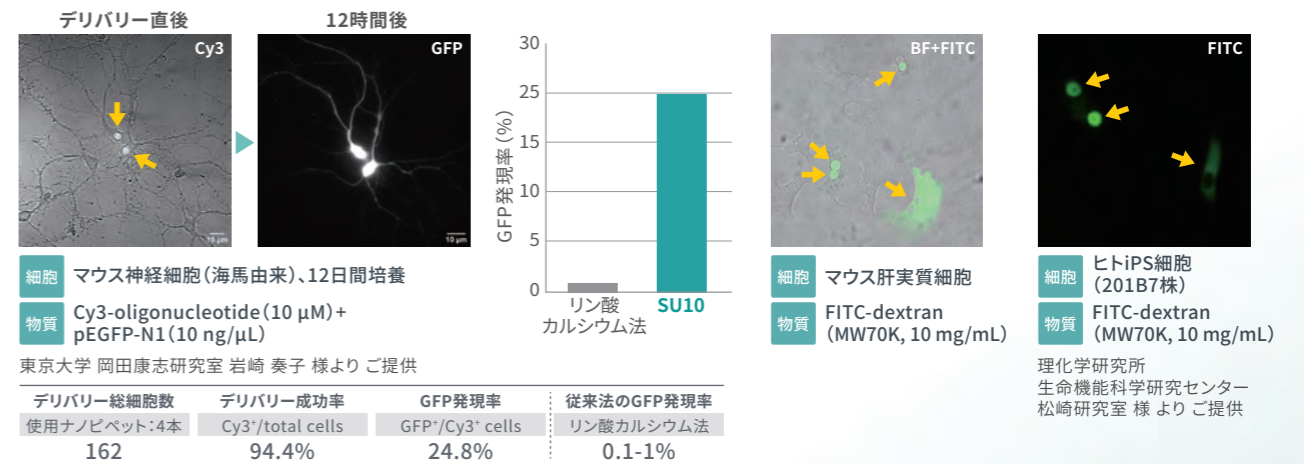 デリバリー直後
12時間後
Cy3
10 μm
GFP
10 μm
GFP発現率(%)
30
25
15
10
5
0
リン酸
カルシウム法
SU10
BF+FITC
FITC
細胞 マウス神経細胞(海馬由来)、12日間培養
物質 Cy3-oligonucleotide(10 μM)+
pEGFP-N1(10 ng/μL)
東京大学 岡田康志研究室 岩崎 奏子 様より ご提供
細胞 マウス肝実質細胞
物質 FITC-dextran
(MW70K, 10 mg/mL)
細胞 ヒトiPS細胞
(201B7株)
物質 FITC-dextran
(MW70K, 10 mg/mL)
理化学研究所
生命機能科学研究センター
松崎研究室 様 より ご提供
デリバリー総細胞数 デリバリー成功率 GFP発現率 従来法のGFP発現率
使用ナノピペット:4本 Cy3⁺/total cells GFP⁺/Cy3⁺ cells リン酸カルシウム法
162 94.4% 24.8% 0.1-1%